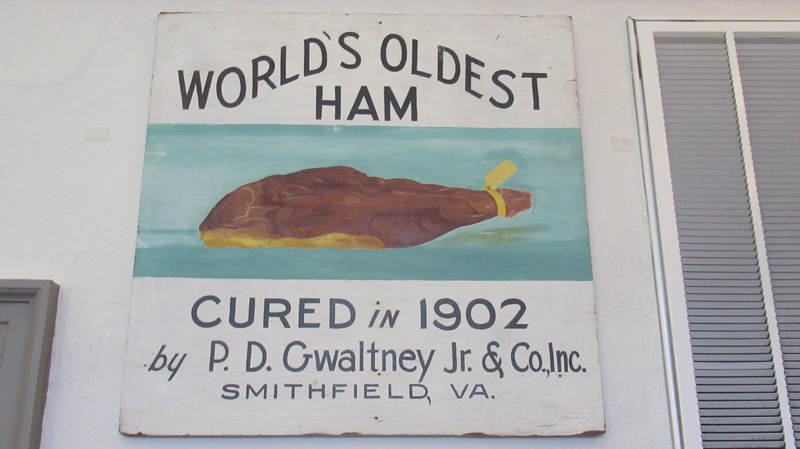 WORLD'S OLDEST
HAM
CURED in 1902
by P. D. Gwaltney Jr. & Co., Inc.
SMITHFIELD, VA.